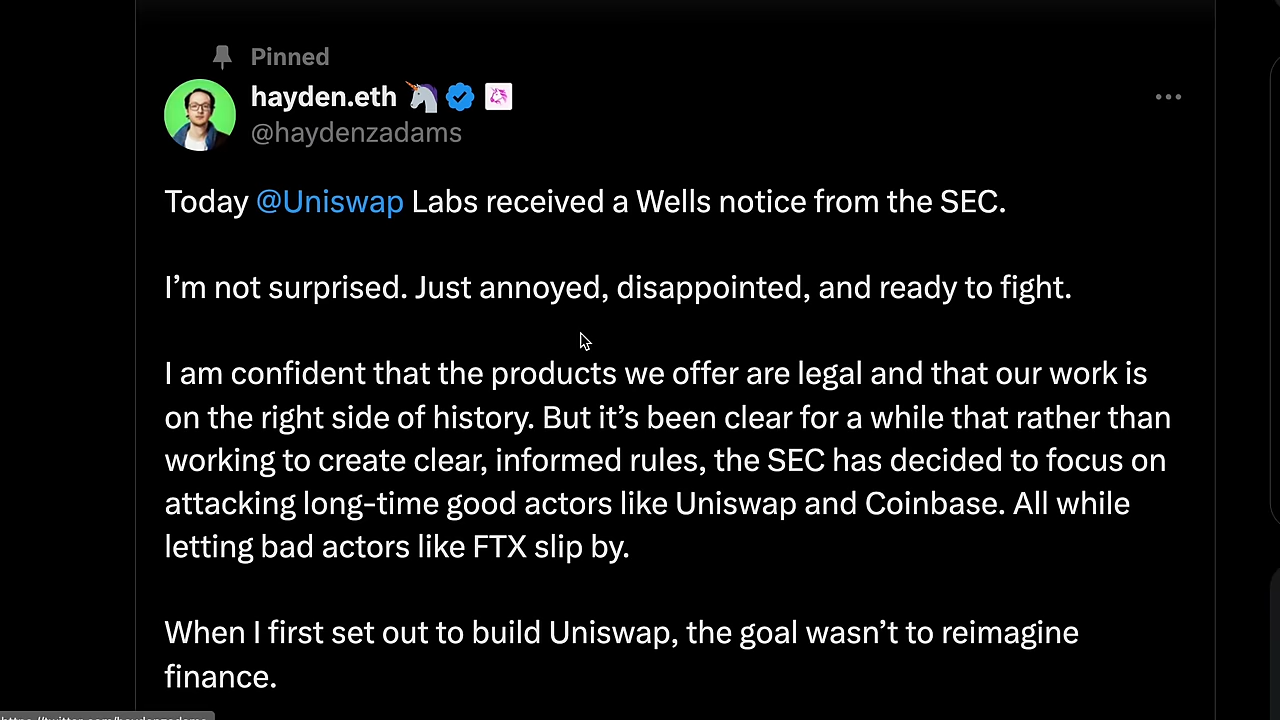 Pinned
hayden.eth
@haydenzadams
Today @Uniswap Labs received a Wells notice from the SEC.
I’m not surprised. Just annoyed, disappointed, and ready to fight.
I am confident that the products we offer are legal and that our work is
on the right side of history. But it’s been clear for a while that rather than
working to create clear, informed rules, the SEC has decided to focus on
attacking long-time good actors like Uniswap and Coinbase. All while
letting bad actors like FTX slip by.
When I first set out to build Uniswap, the goal wasn’t to reimagine
finance.
https://twitter.com/haydenzadams